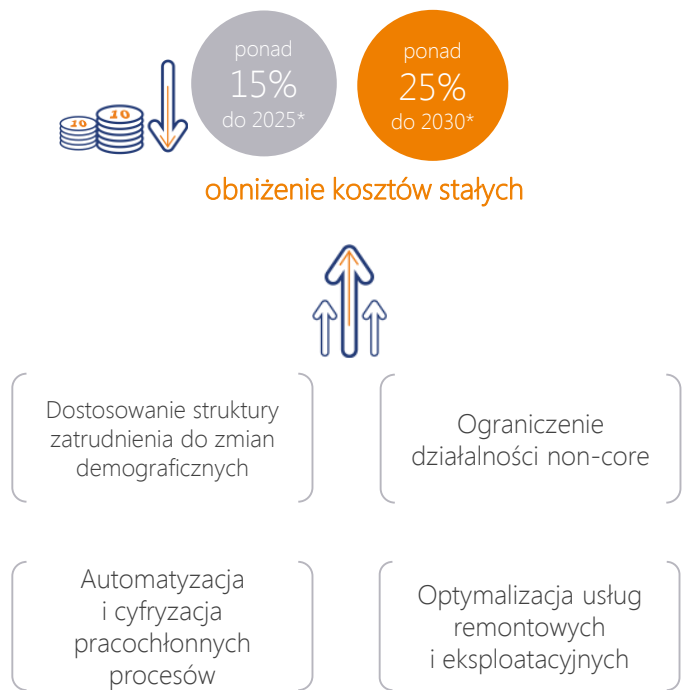 ponad
15%
do 2025*
ponad
25%
do 2030*
10
10
obniżenie kosztów stałych
Dostosowanie struktury
zatrudnienia do zmian
demograficznych
Ograniczenie
działalności non-core
Automatyzacja
i cyfryzacja
pracochłonnych
procesów
Optymalizacja usług
remontowych
i eksploatacyjnych